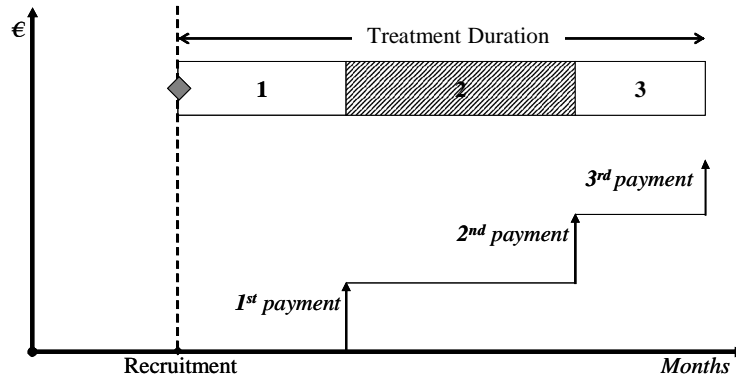 €
Treatment Duration
1
2
3
3rd payment
2nd payment
1st payment
Recruitment
Months